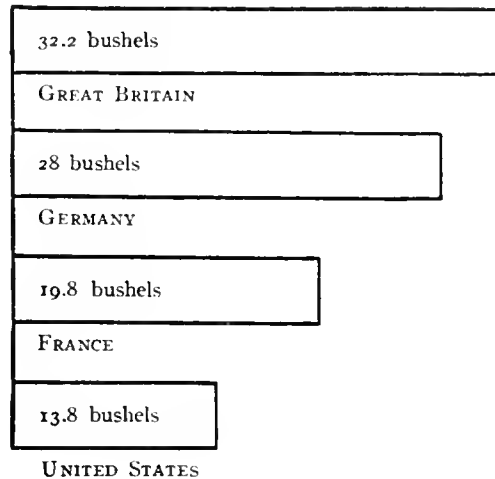 32.2 bushels
GREAT BRITAIN
28 bushels
GERMANY
19.8 bushels
FRANCE
13.8 bushels
UNITED STATES